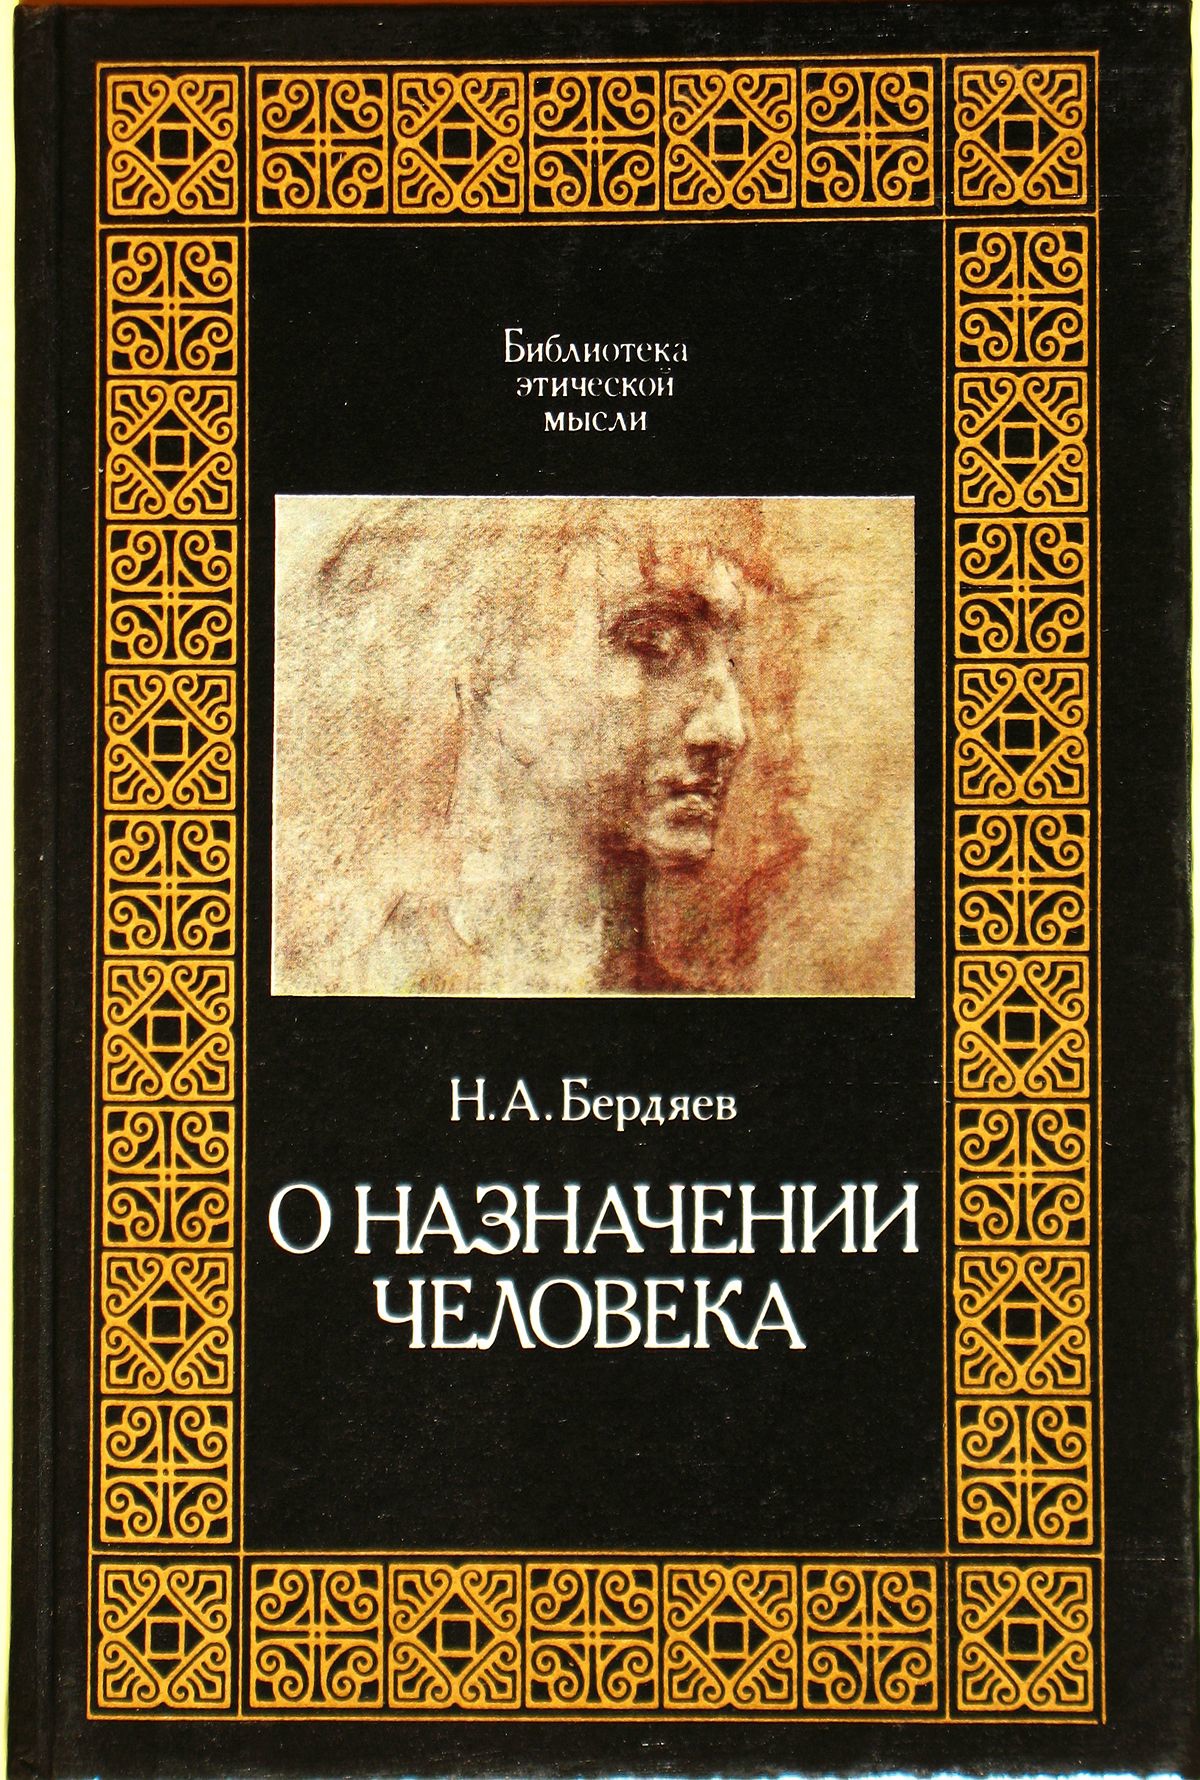 Библиотека
этической
мысли
Н.А.Бердяев
О НАЗНАЧЕНИИ
ЧЕЛОВЕКА